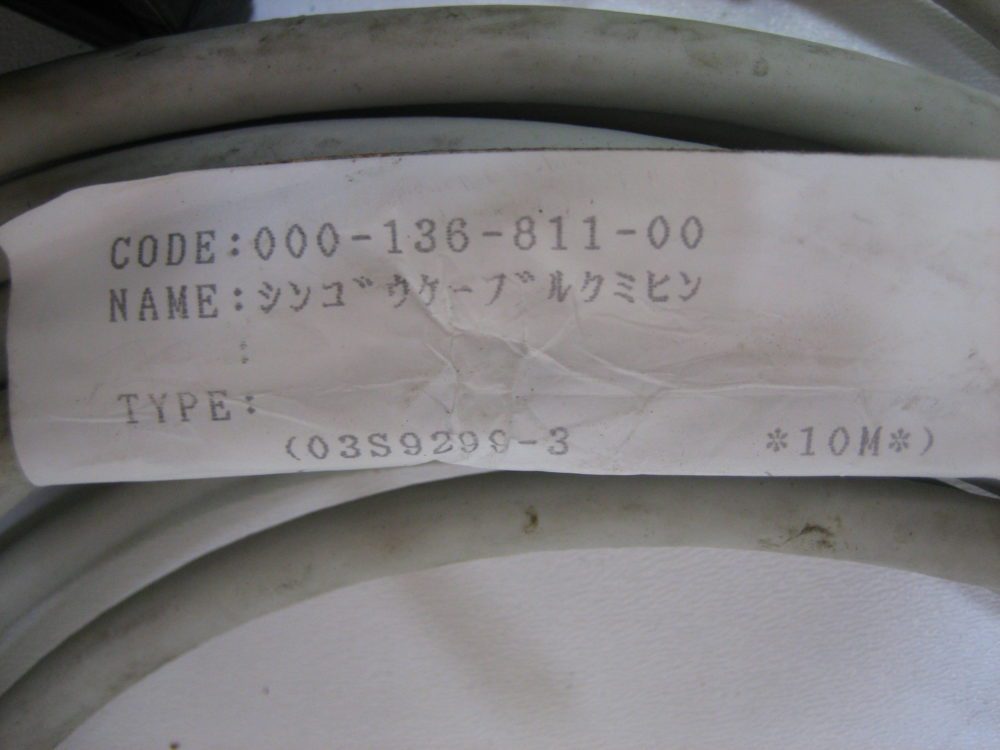 CODE:000-136-811-00
NAME:シンゴウケーブルクミヒン
:
TYPE:
(03S9299-3 *10M*)